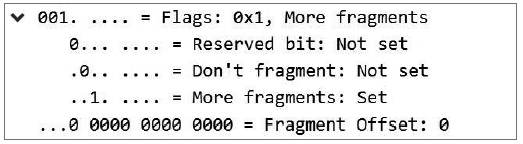 001. .... = Flags: 0x1, More fragments
0... .... = Reserved bit: Not set
.0.. .... = Don't fragment: Not set
..1. .... = More fragments: Set
...0 0000 0000 0000 = Fragment Offset: 0